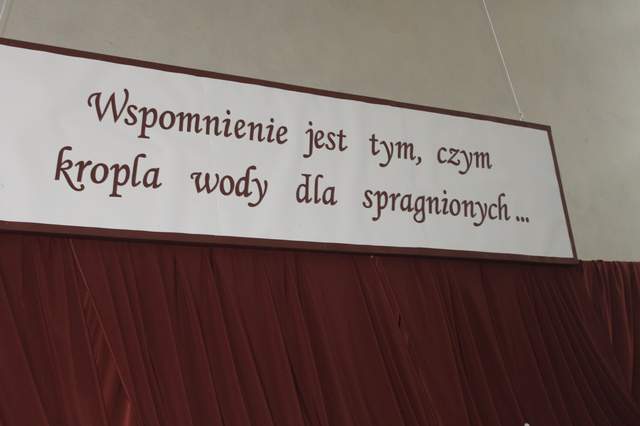 Wspomnienie jest tym, czym
kropla wody dla spragnionych...